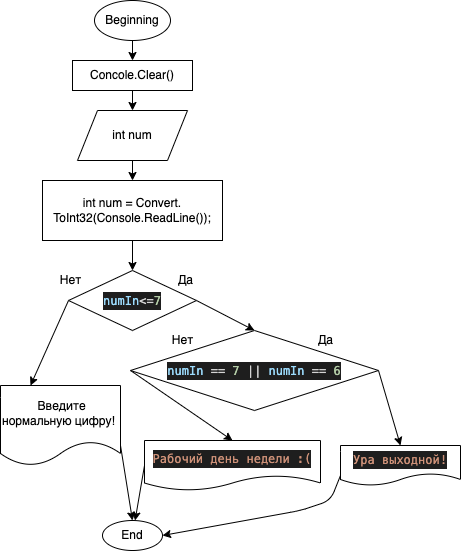 Beginning
Concole.Clear()
int num
int num = Convert.
ToInt32(Console.ReadLine());
Нет
Да
numIn<=7
Нет
Да
numIn == 7 || numIn == 6
Введите
нормальную цифру!
Рабочий день недели :(
Ура выходной!
End